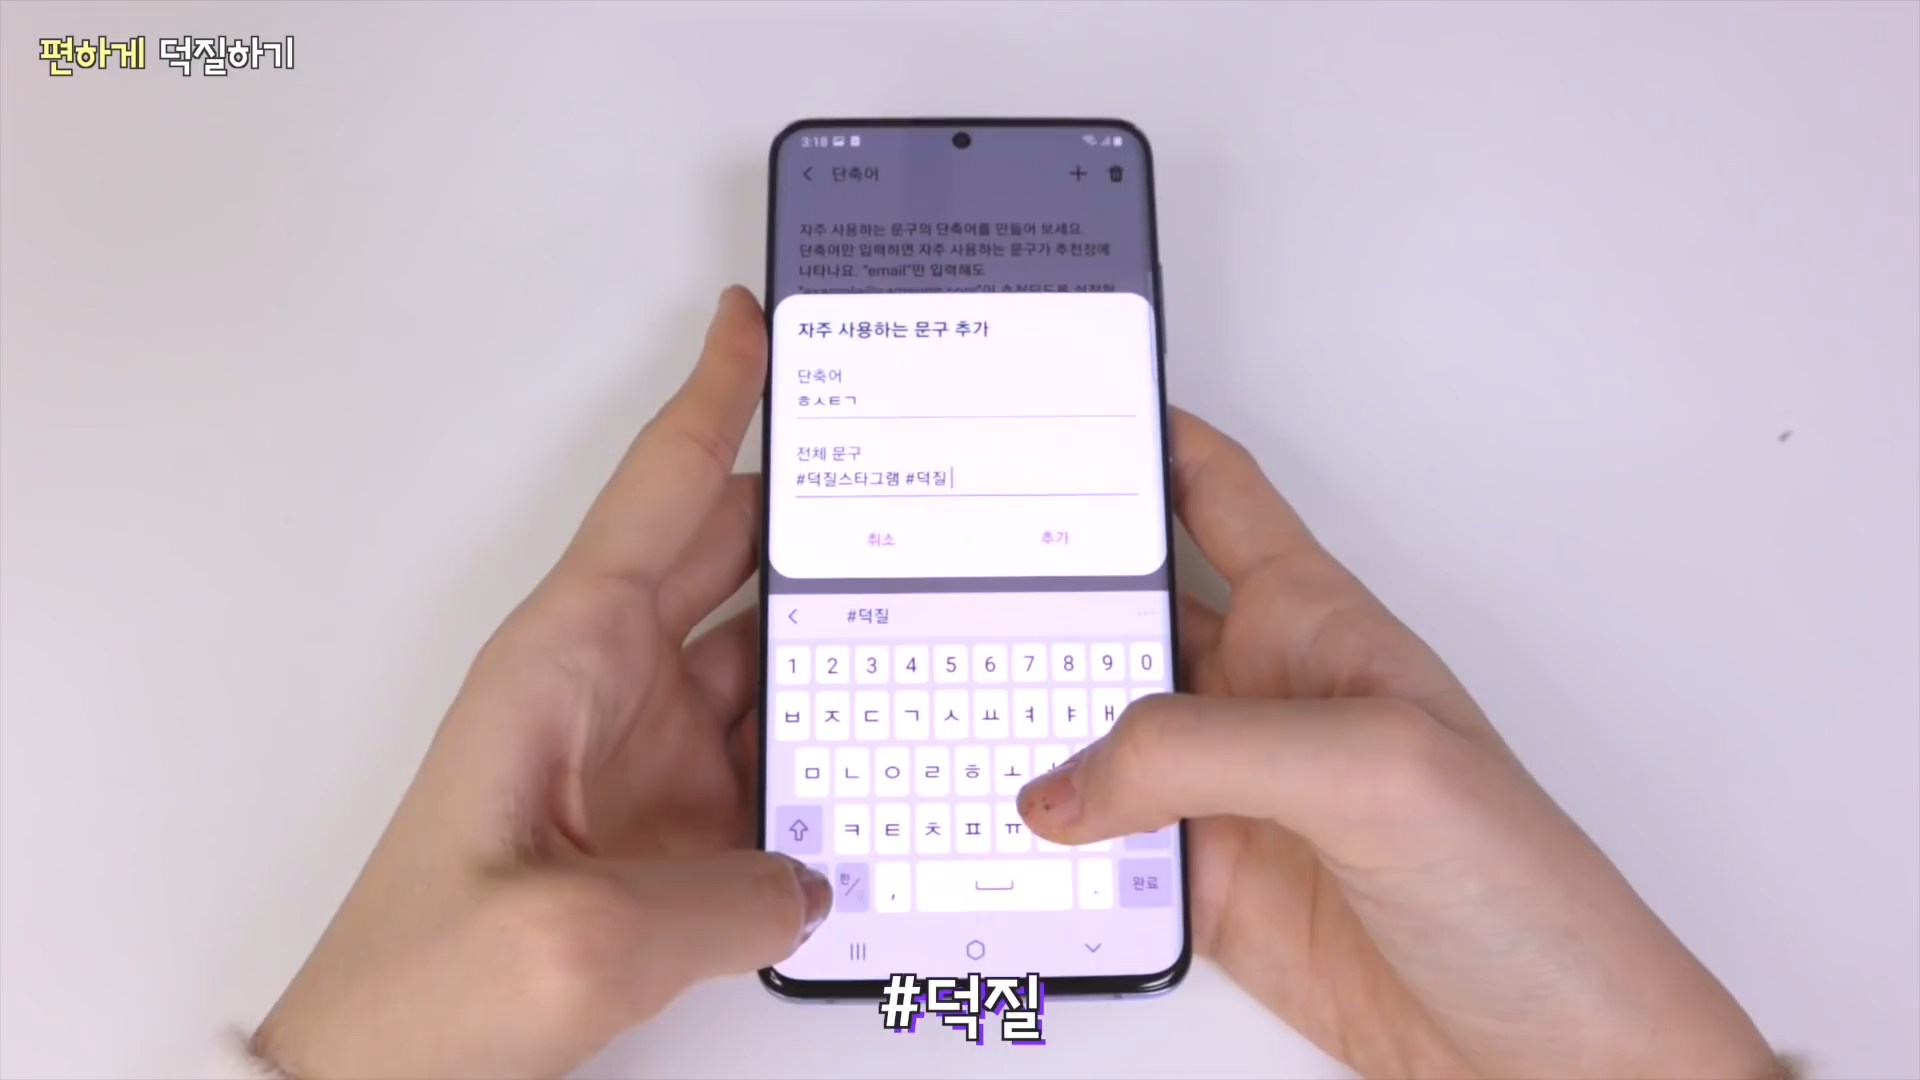 편하게 덕질하기
3:18
단축어
자주 사용하는 문구의 단축어를 만들어 보세요.
단축어만 입력하면 자주 사용하는 문구가 추천창에
나타나요. "email"만 입력해도
자주 사용하는 문구 추가
단축어
ㅎㅅㅌㄱ
전체 문구
#덕질스타그램 #덕질
취소 추가
#덕질
1 2 3 4 5 6 7 8 9 0
ㅂ ㅈ ㄷ ㄱ ㅅ ㅛ ㅕ ㅑ ㅐ
ㅁ ㄴ ㅇ ㄹ ㅎ ㅗ
ㅋ ㅌ ㅊ ㅍ ㅠ
한/ , . 완료
#덕질